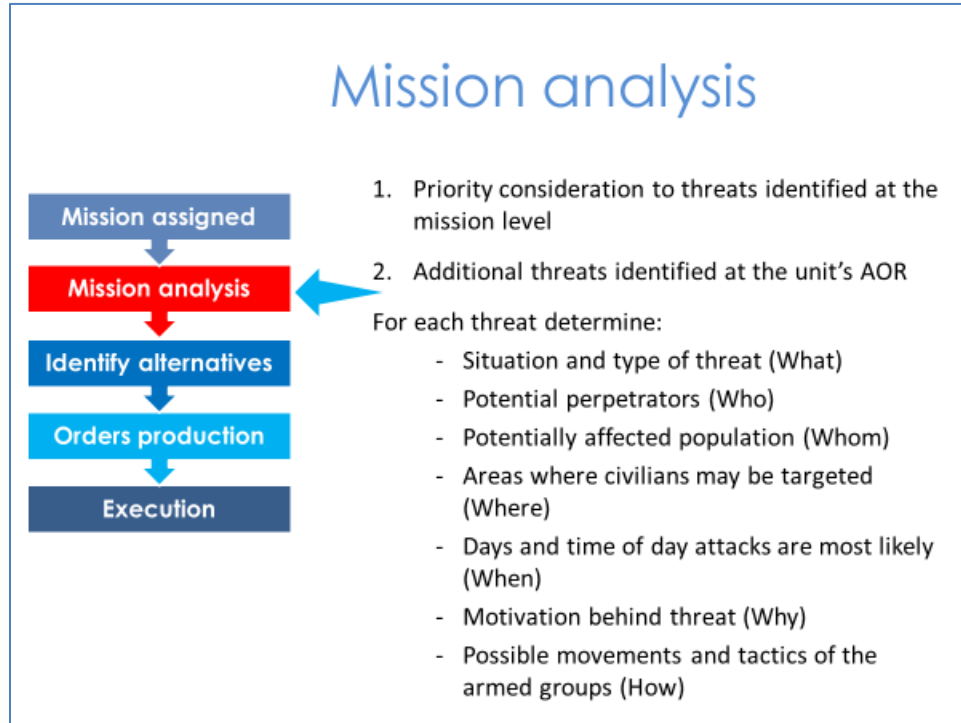 Mission analysis
Mission assigned
Mission analysis
Identify alternatives
Orders production
Execution
1. Priority consideration to threats identified at the
mission level
2. Additional threats identified at the unit’s AOR
For each threat determine:
- Situation and type of threat (What)
- Potential perpetrators (Who)
- Potentially affected population (Whom)
- Areas where civilians may be targeted
(Where)
- Days and time of day attacks are most likely
(When)
- Motivation behind threat (Why)
- Possible movements and tactics of the
armed groups (How)